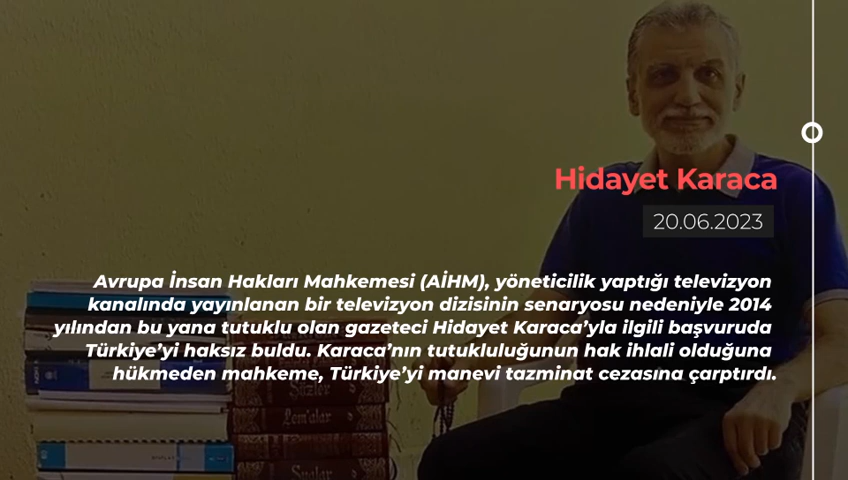 Hidayet Karaca
20.06.2023
Avrupa İnsan Hakları Mahkemesi (AİHM), yöneticilik yaptığı televizyon
kanalında yayınlanan bir televizyon dizisinin senaryosu nedeniyle 2014
yılından bu yana tutuklu olan gazeteci Hidayet Karaca’yla ilgili başvuruda
Türkiye’yi haksız buldu. Karaca’nın tutukluluğunun hak ihlali olduğuna
hükmeden mahkeme, Türkiye’yi manevi tazminat cezasına çarptırdı.
Sözler
Lem'alar
Şualar